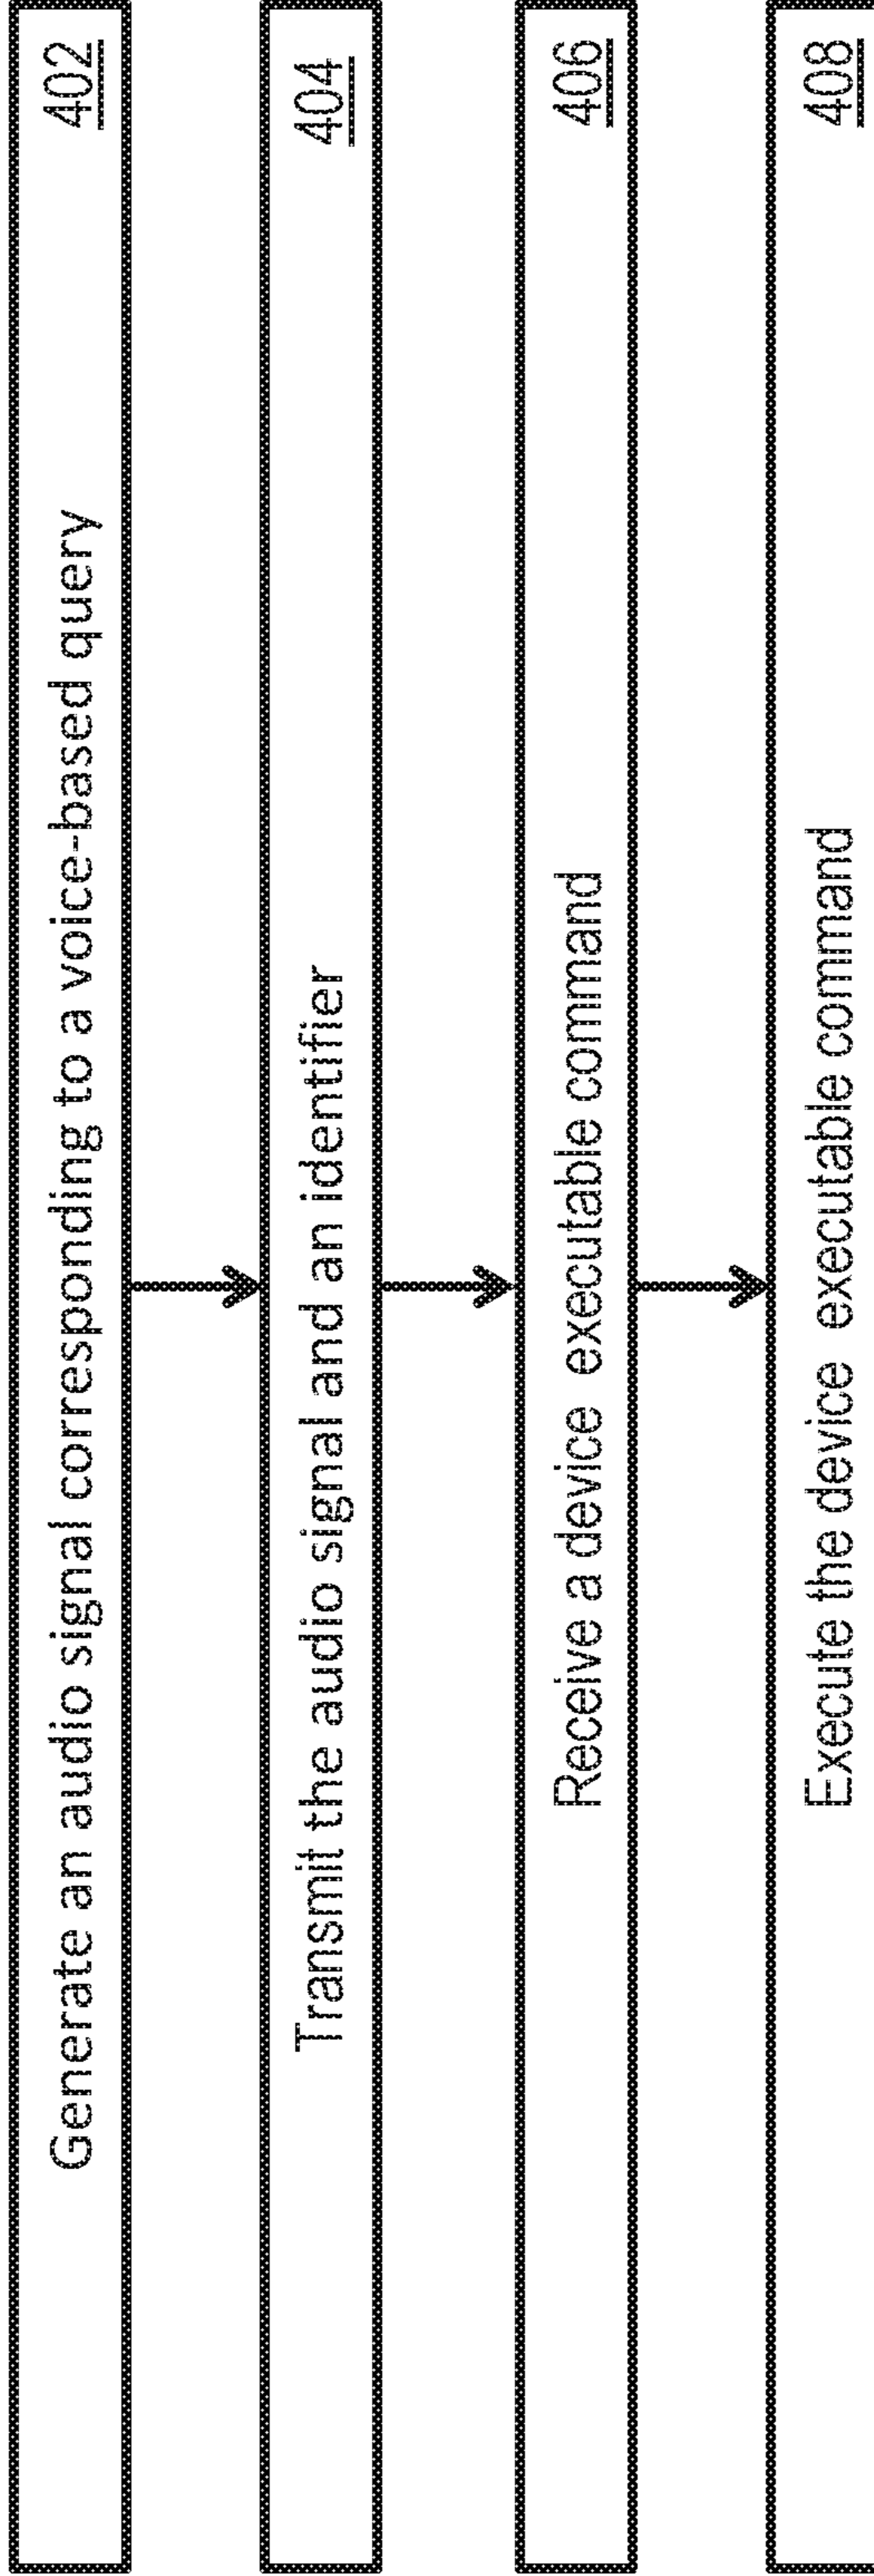 Generate an audio signal corresponding to a voice-based query 402
Transmit the audio signal and an identifier 404
Receive a device executable command 406
Execute the device executable command 408